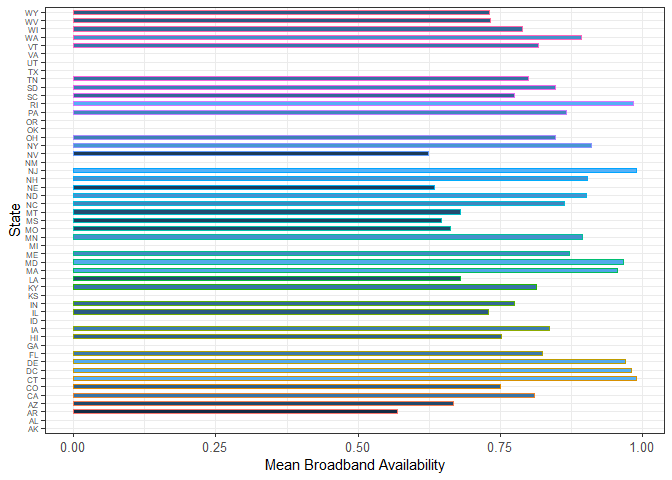 WY
WV
WI
WA
VT
VA
UT
TX
TN
SD
SC
RI
PA
OR
OK
OH
NY
NV
NM
NJ
NH
NE
ND
NC
MT
MS
MO
MN
MI
ME
MD
MA
LA
KY
KS
IN
IL
ID
IA
HI
GA
FL
DE
DC
CT
CO
CA
AZ
AR
AL
AK
State
0.00 0.25 0.50 0.75 1.00
Mean Broadband Availability